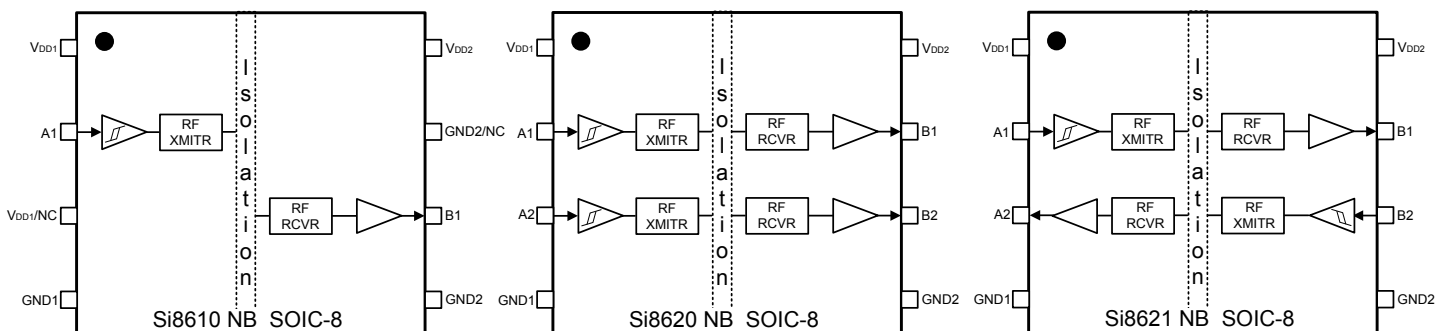 VDD1
A1
VDD1/NC
GND1
RF
XMITR
Isolation
RF
RCVR
VDD2
GND2/NC
B1
GND2
Si8610 NB SOIC-8
VDD1
A1
A2
GND1
RF
XMITR
RF
XMITR
Isolation
RF
RCVR
RF
RCVR
VDD2
B1
B2
GND2
Si8620 NB SOIC-8
VDD1
A1
A2
GND1
RF
XMITR
RF
RCVR
Isolation
RF
RCVR
RF
XMITR
VDD2
B1
B2
GND2
Si8621 NB SOIC-8